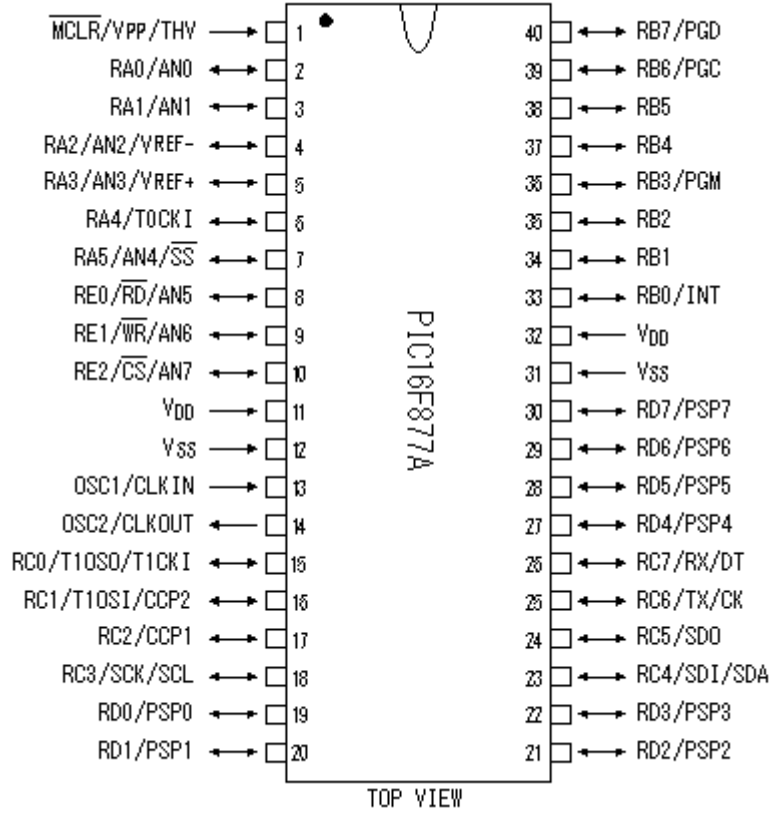 MCLR/VPP/THV 1 40 RB7/PGD
RA0/AN0 2 39 RB6/PGC
RA1/AN1 3 38 RB5
RA2/AN2/VREF- 4 37 RB4
RA3/AN3/VREF+ 5 36 RB3/PGM
RA4/T0CKI 6 35 RB2
RA5/AN4/SS 7 34 RB1
RE0/RD/AN5 8 33 RB0/INT
RE1/WR/AN6 9 32 VDD
RE2/CS/AN7 10 31 VSS
VDD 11 30 RD7/PSP7
VSS 12 29 RD6/PSP6
OSC1/CLKIN 13 28 RD5/PSP5
OSC2/CLKOUT 14 27 RD4/PSP4
RC0/T1OSO/T1CKI 15 26 RC7/RX/DT
RC1/T1OSI/CCP2 16 25 RC6/TX/CK
RC2/CCP1 17 24 RC5/SDO
RC3/SCK/SCL 18 23 RC4/SDI/SDA
RD0/PSP0 19 22 RD3/PSP3
RD1/PSP1 20 21 RD2/PSP2
PIC16F877A
TOP VIEW